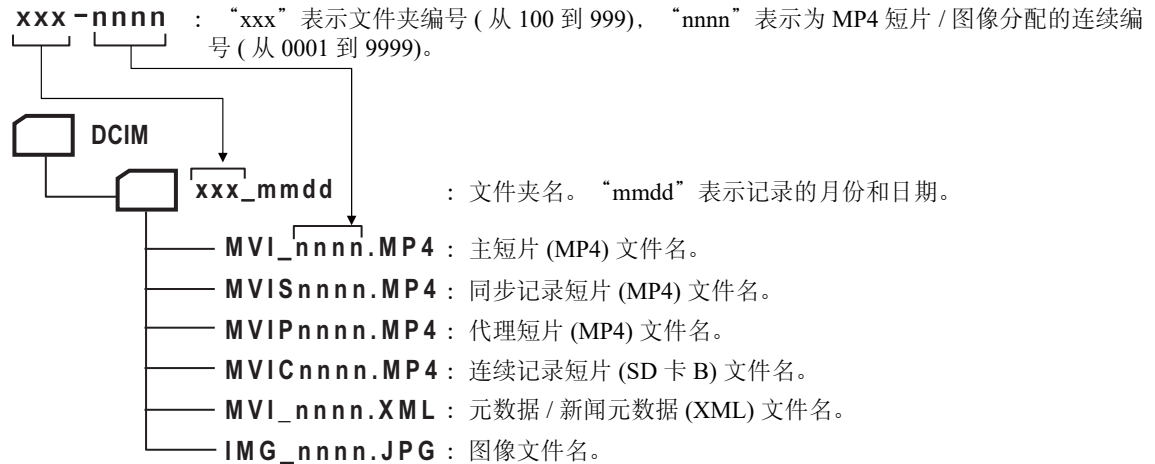 xxx-nnnn : “xxx”表示文件夹编号 ( 从 100 到 999), “nnnn”表示为 MP4 短片 / 图像分配的连续编
号 ( 从 0001 到 9999)。
DCIM
xxx_mmdd : 文件夹名。“mmdd”表示记录的月份和日期。
MVI_nnnn.MP4 : 主短片 (MP4) 文件名。
MVISnnnn.MP4 : 同步记录短片 (MP4) 文件名。
MVIPnnnn.MP4 : 代理短片 (MP4) 文件名。
MVICnnnn.MP4 : 连续记录短片 (SD 卡 B) 文件名。
MVI_nnnn.XML : 元数据 / 新闻元数据 (XML) 文件名。
IMG_nnnn.JPG : 图像文件名。